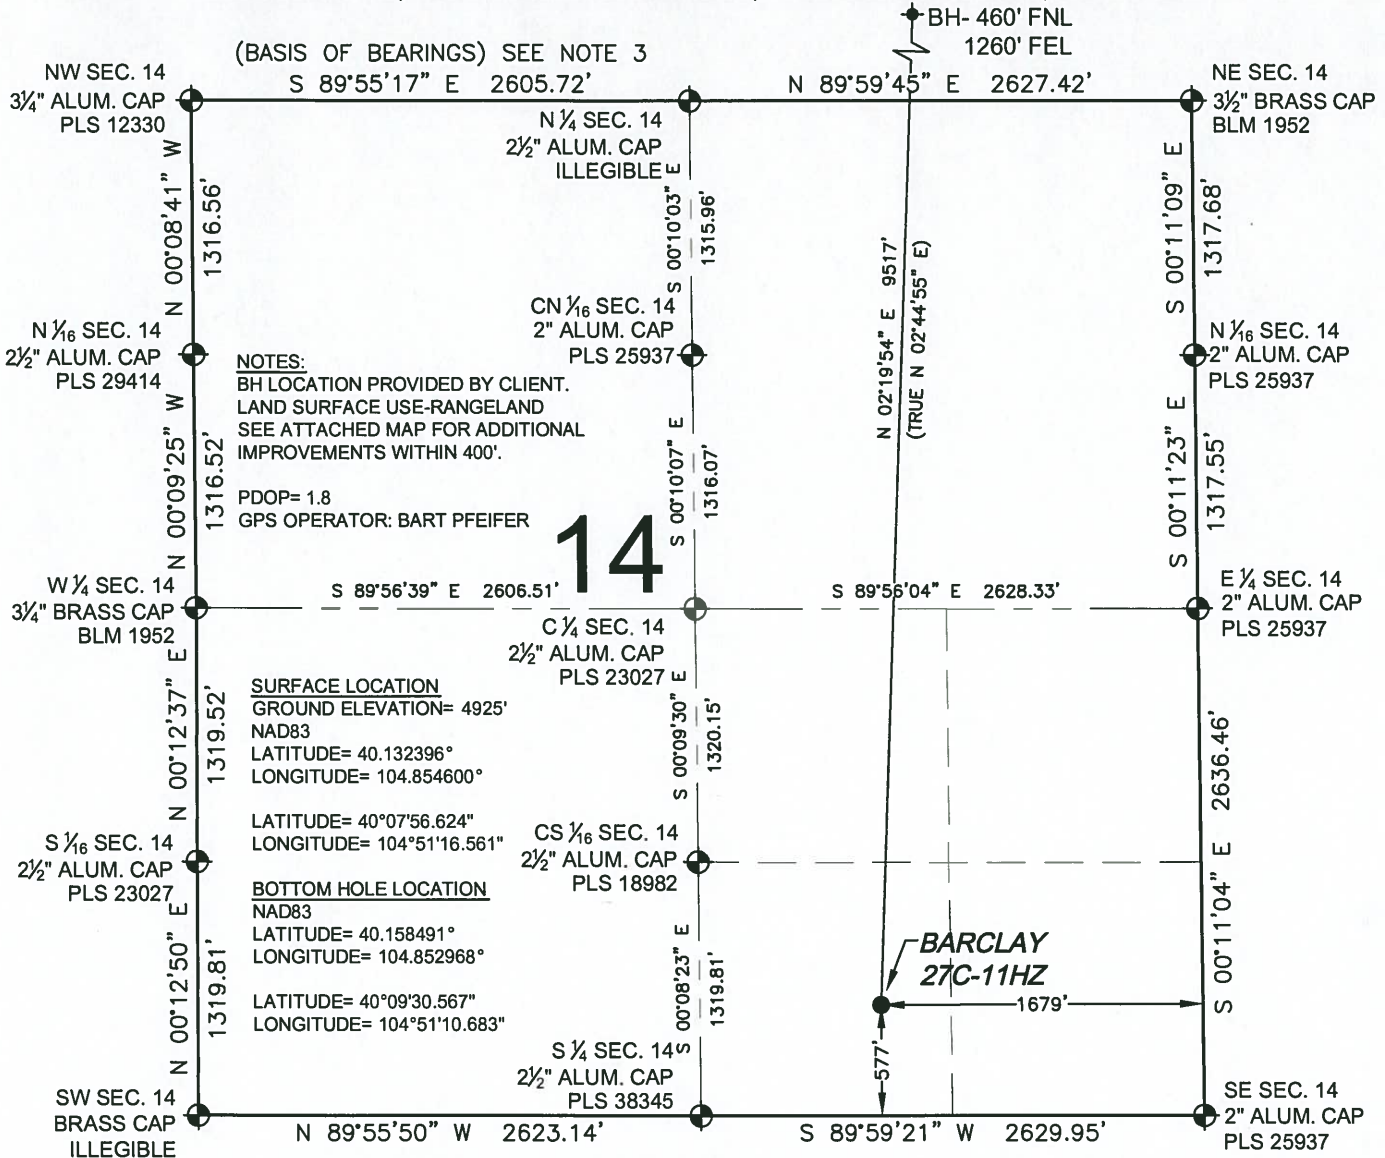 BH- 460' FNL
1260' FEL
(BASIS OF BEARINGS) SEE NOTE 3
S 89°55'17" E 2605.72'
N 89°59'45" E 2627.42'
NW SEC. 14
3¼" ALUM. CAP
PLS 12330
N ¼ SEC. 14
2½" ALUM. CAP
ILLEGIBLE
NE SEC. 14
3½" BRASS CAP
BLM 1952
N 00°08'41" W
1316.56'
S 00°10'03" E
1315.96'
N 02°19'54" E 9517'
(TRUE N 02°44'55" E)
S 00°11'09" E
1317.68'
N 1⁄16 SEC. 14
2½" ALUM. CAP
PLS 29414
CN 1⁄16 SEC. 14
2" ALUM. CAP
PLS 25937
N 1⁄16 SEC. 14
2" ALUM. CAP
PLS 25937
NOTES:
BH LOCATION PROVIDED BY CLIENT.
LAND SURFACE USE-RANGELAND
SEE ATTACHED MAP FOR ADDITIONAL
IMPROVEMENTS WITHIN 400'.
PDOP= 1.8
GPS OPERATOR: BART PFEIFER
N 00°09'25" W
1316.52'
S 00°10'07" E
1316.07'
S 00°11'23" E
1317.55'
14
W ¼ SEC. 14
3¼" BRASS CAP
BLM 1952
S 89°56'39" E 2606.51'
S 89°56'04" E 2628.33'
C ¼ SEC. 14
2½" ALUM. CAP
PLS 23027
E ¼ SEC. 14
2" ALUM. CAP
PLS 25937
N 00°12'37" E
1319.52'
SURFACE LOCATION
GROUND ELEVATION= 4925'
NAD83
LATITUDE= 40.132396°
LONGITUDE= 104.854600°
LATITUDE= 40°07'56.624"
LONGITUDE= 104°51'16.561"
S 00°09'30" E
1320.15'
S 00°11'04" E 2636.46'
S 1⁄16 SEC. 14
2½" ALUM. CAP
PLS 23027
CS 1⁄16 SEC. 14
2½" ALUM. CAP
PLS 18982
BOTTOM HOLE LOCATION
NAD83
LATITUDE= 40.158491°
LONGITUDE= 104.852968°
LATITUDE= 40°09'30.567"
LONGITUDE= 104°51'10.683"
N 00°12'50" E
1319.81'
S 00°08'23" E
1319.81'
BARCLAY
27C-11HZ
1679'
577'
SW SEC. 14
BRASS CAP
ILLEGIBLE
S ¼ SEC. 14
2½" ALUM. CAP
PLS 38345
SE SEC. 14
2" ALUM. CAP
PLS 25937
N 89°55'50" W 2623.14'
S 89°59'21" W 2629.95'